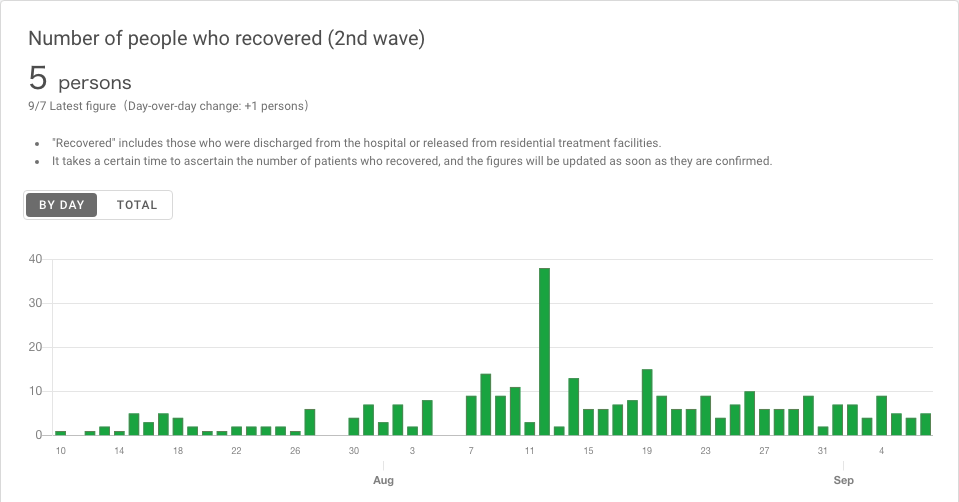 Number of people who recovered (2nd wave)
5 persons
9/7 Latest figure (Day-over-day change: +1 persons)
• "Recovered" includes those who were discharged from the hospital or released from residential treatment facilities.
• It takes a certain time to ascertain the number of patients who recovered, and the figures will be updated as soon as they are confirmed.
BY DAY TOTAL
40
30
20
10
0
10 14 18 22 26 30 3 7 11 15 19 23 27 31 4
Aug Sep